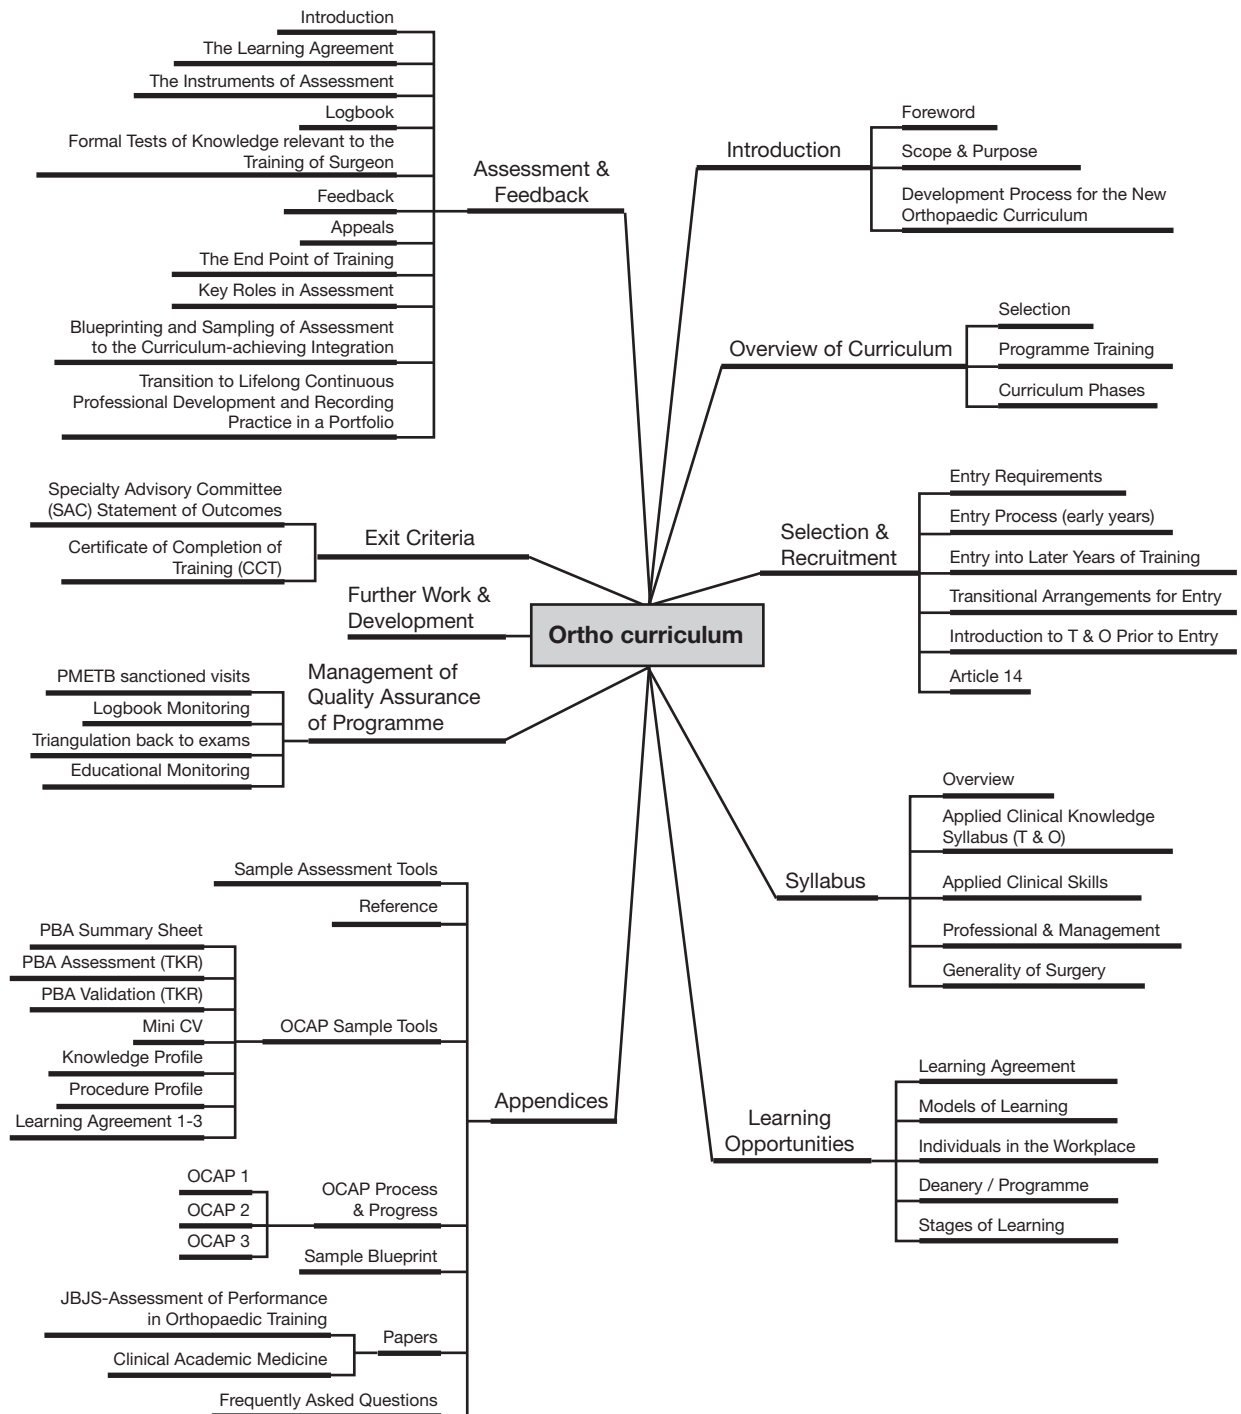 Introduction
The Learning Agreement
The Instruments of Assessment
Logbook
Formal Tests of Knowledge relevant to the
Training of Surgeon
Feedback
Appeals
The End Point of Training
Key Roles in Assessment
Blueprinting and Sampling of Assessment
to the Curriculum-achieving Integration
Transition to Lifelong Continuous
Professional Development and Recording
Practice in a Portfolio
Assessment &
Feedback
Specialty Advisory Committee
(SAC) Statement of Outcomes
Certificate of Completion of
Training (CCT)
Exit Criteria
Further Work &
Development
PMETB sanctioned visits
Logbook Monitoring
Triangulation back to exams
Educational Monitoring
Management of
Quality Assurance
of Programme
Ortho curriculum
Introduction
Foreword
Scope & Purpose
Development Process for the New
Orthopaedic Curriculum
Overview of Curriculum
Selection
Programme Training
Curriculum Phases
Selection &
Recruitment
Entry Requirements
Entry Process (early years)
Entry into Later Years of Training
Transitional Arrangements for Entry
Introduction to T & O Prior to Entry
Article 14
Syllabus
Overview
Applied Clinical Knowledge
Syllabus (T & O)
Applied Clinical Skills
Professional & Management
Generality of Surgery
Learning
Opportunities
Learning Agreement
Models of Learning
Individuals in the Workplace
Deanery / Programme
Stages of Learning
Appendices
Sample Assessment Tools
Reference
OCAP Sample Tools
PBA Summary Sheet
PBA Assessment (TKR)
PBA Validation (TKR)
Mini CV
Knowledge Profile
Procedure Profile
Learning Agreement 1-3
OCAP Process
& Progress
OCAP 1
OCAP 2
OCAP 3
Sample Blueprint
Papers
JBJS-Assessment of Performance
in Orthopaedic Training
Clinical Academic Medicine
Frequently Asked Questions